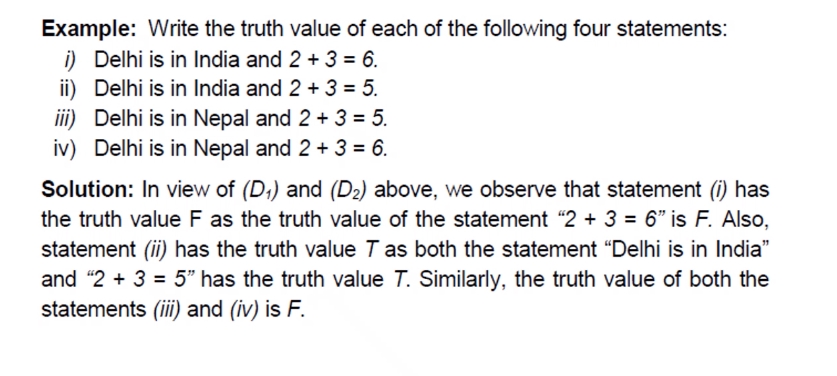 Example: Write the truth value of each of the following four statements:
i) Delhi is in India and 2 + 3 = 6.
ii) Delhi is in India and 2 + 3 = 5.
iii) Delhi is in Nepal and 2 + 3 = 5.
iv) Delhi is in Nepal and 2 + 3 = 6.
Solution: In view of (D₁) and (D₂) above, we observe that statement (i) has
the truth value F as the truth value of the statement “2 + 3 = 6” is F. Also,
statement (ii) has the truth value T as both the statement “Delhi is in India”
and “2 + 3 = 5” has the truth value T. Similarly, the truth value of both the
statements (iii) and (iv) is F.